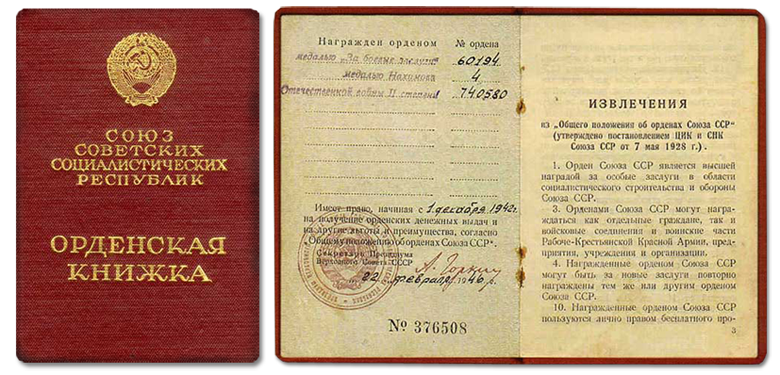 СОЮЗ
СОВЕТСКИХ
СОЦИАЛИСТИЧЕСКИХ
РЕСПУБЛИК
ОРДЕНСКАЯ
КНИЖКА
Награжден орденом № ордена
медалью „За боевые заслуги“ 60194
медалью Нахимова 4
Отечественной войны II степени 740580
Имеет право, начиная с 1 декабря 1942г.
на получение орденских денежных выдач и
на другие льготы и преимущества, согласно
„Общему положению об орденах Союза ССР“.
Секретарь Президиума
Верховного Совета СССР А. Горкин
22 февраля 1946 г.
№ 376508
ИЗВЛЕЧЕНИЯ
из „Общего положения об орденах Союза ССР“
(утверждено постановлением ЦИК и СНК
Союза ССР от 7 мая 1928 г.).
1. Орден Союза ССР является высшей
наградой за особые заслуги в области
социалистического строительства и обороны
Союза ССР.
3. Орденами Союза ССР могут награж-
даться как отдельные граждане, так и
войсковые соединения и воинские части
Рабоче-Крестьянской Красной Армии, пред-
приятия, учреждения и организации.
4. Награжденные орденом Союза ССР
могут быть за новые заслуги повторно
награждены тем же или другим орденом
Союза ССР.
10. Награжденные орденом Союза ССР
пользуются лично правом бесплатного про-
3